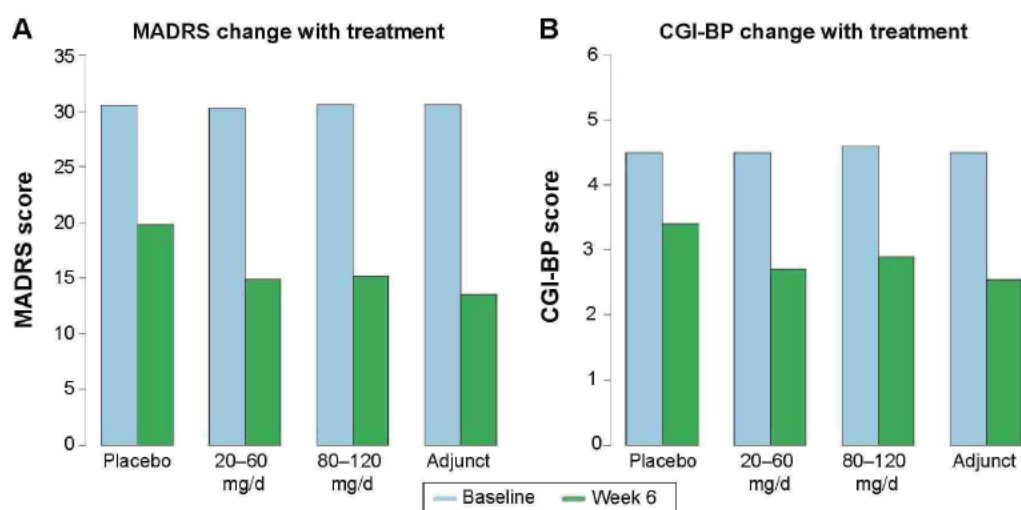 A MADRS change with treatment
MADRS score
35
30
25
20
15
10
5
0
Placebo
20–60
mg/d
80–120
mg/d
Adjunct
B CGI-BP change with treatment
CGI-BP score
6
5
4
3
2
1
0
Placebo
20–60
mg/d
80–120
mg/d
Adjunct
Baseline Week 6